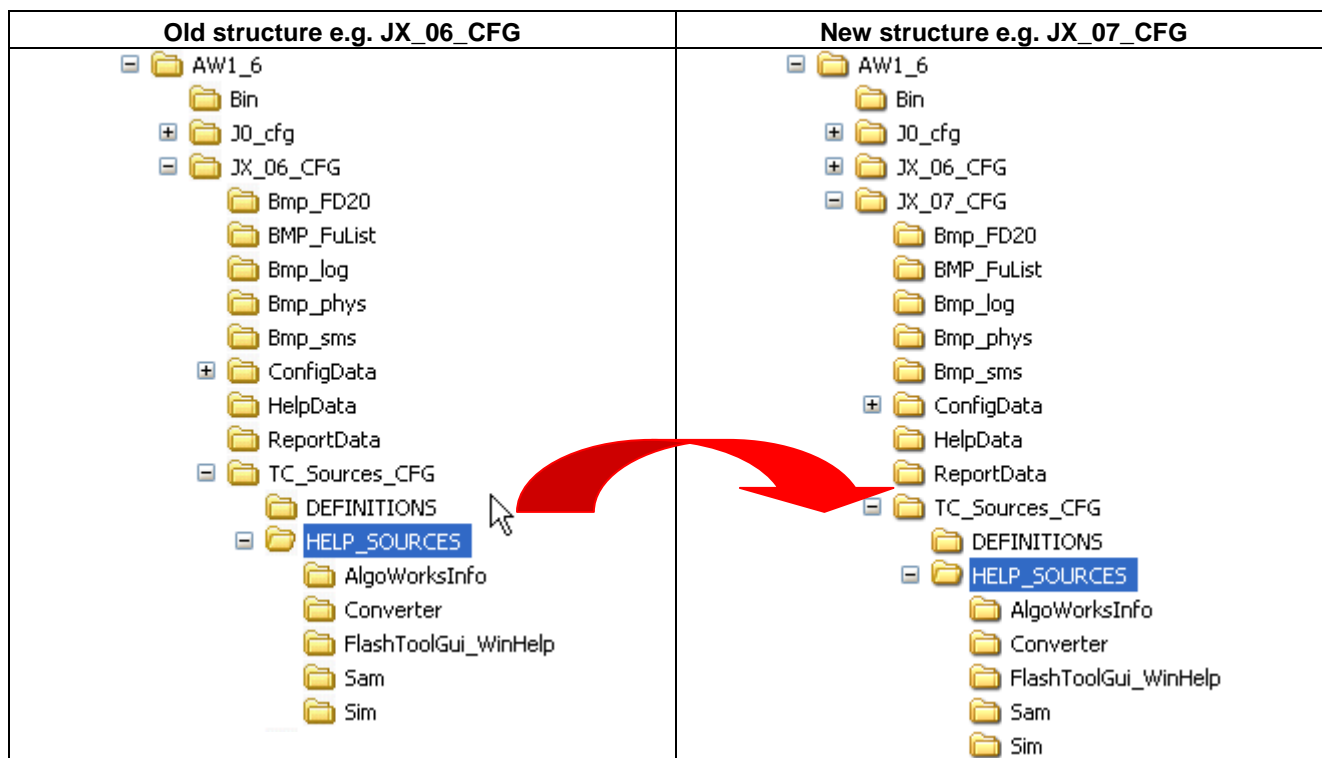 Old structure e.g. JX_06_CFG
AW1_6
Bin
J0_cfg
JX_06_CFG
Bmp_FD20
BMP_FuList
Bmp_log
Bmp_phys
Bmp_sms
ConfigData
HelpData
ReportData
TC_Sources_CFG
DEFINITIONS
HELP_SOURCES
AlgoWorksInfo
Converter
FlashToolGui_WinHelp
Sam
Sim
New structure e.g. JX_07_CFG
AW1_6
Bin
J0_cfg
JX_06_CFG
JX_07_CFG
Bmp_FD20
BMP_FuList
Bmp_log
Bmp_phys
Bmp_sms
ConfigData
HelpData
ReportData
TC_Sources_CFG
DEFINITIONS
HELP_SOURCES
AlgoWorksInfo
Converter
FlashToolGui_WinHelp
Sam
Sim